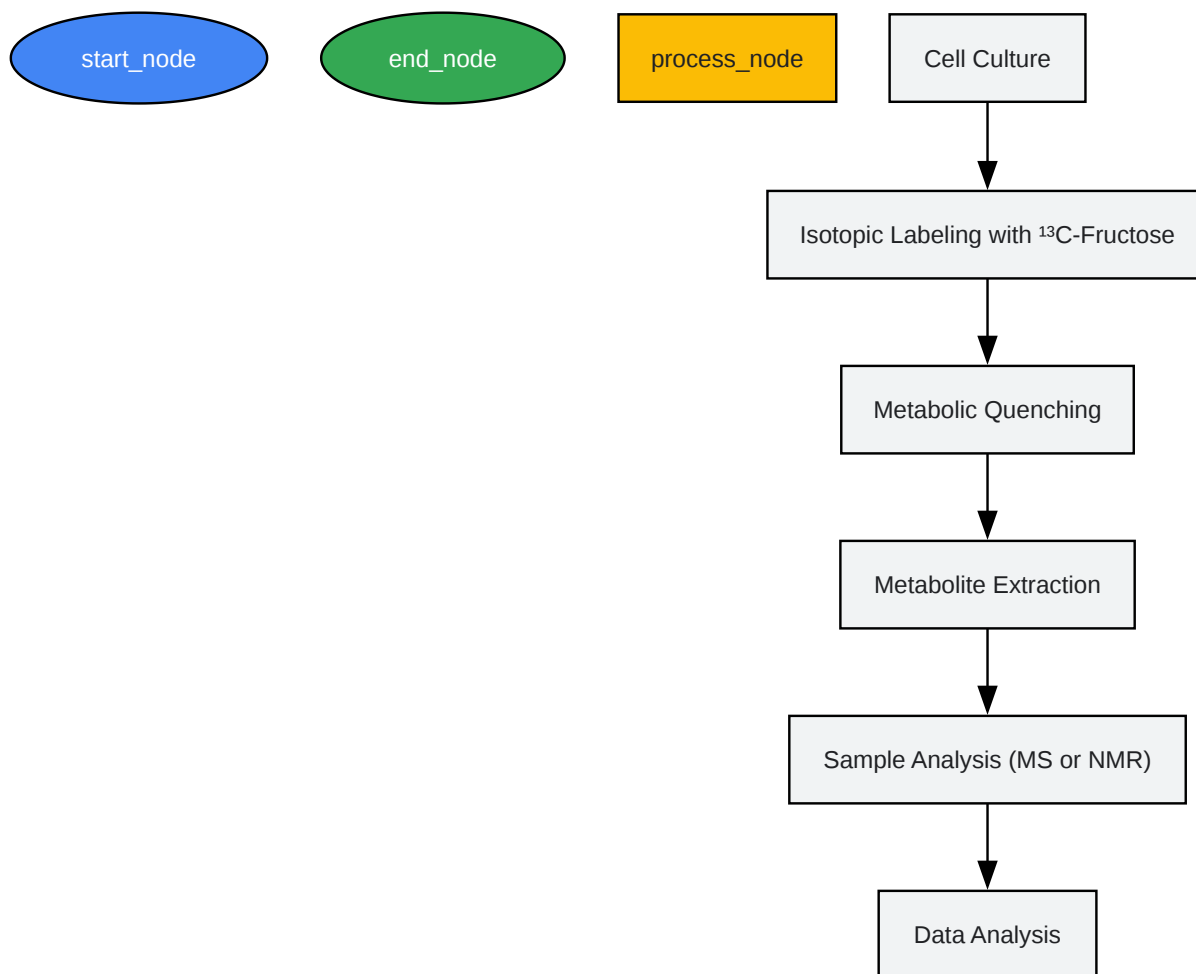 start_node
end_node
process_node
Cell Culture
Isotopic Labeling with ¹³C-Fructose
Metabolic Quenching
Metabolite Extraction
Sample Analysis (MS or NMR)
Data Analysis